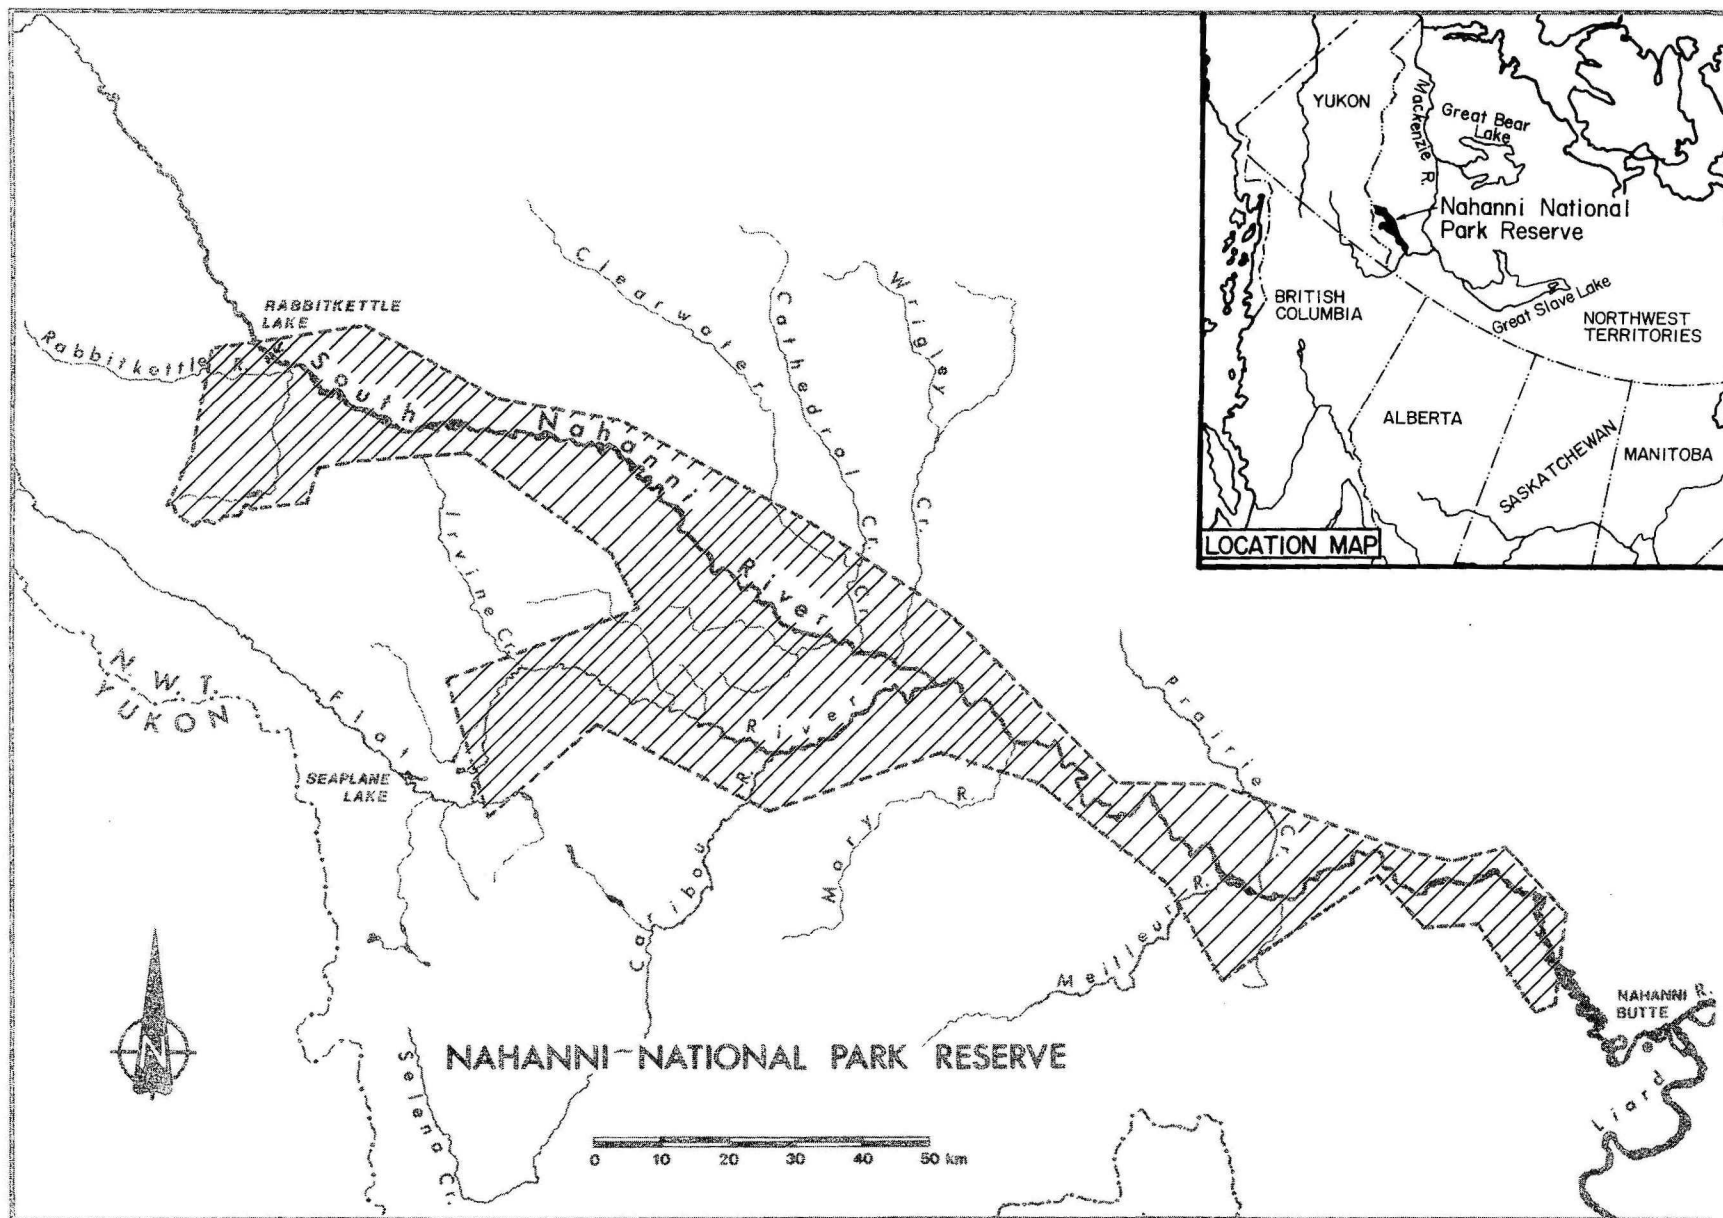 YUKON
Mackenzie R.
Great Bear
Lake
Nahanni National
Park Reserve
Great Slave Lake
BRITISH
COLUMBIA
NORTHWEST
TERRITORIES
ALBERTA
SASKATCHEWAN
MANITOBA
LOCATION MAP
RABBITKETTLE
LAKE
Rabbitkettle R.
South Nahanni River
Clearwater Cr.
Cathedral Cr.
Wrigley Cr.
Irvine Cr.
N.W.T.
YUKON
Flat River
SEAPLANE
LAKE
Caribou R.
Mary R.
Prairie Cr.
Meilleur R.
NAHANNI
BUTTE
Liard R.
Selena Cr.
N
NAHANNI NATIONAL PARK RESERVE
0 10 20 30 40 50 km